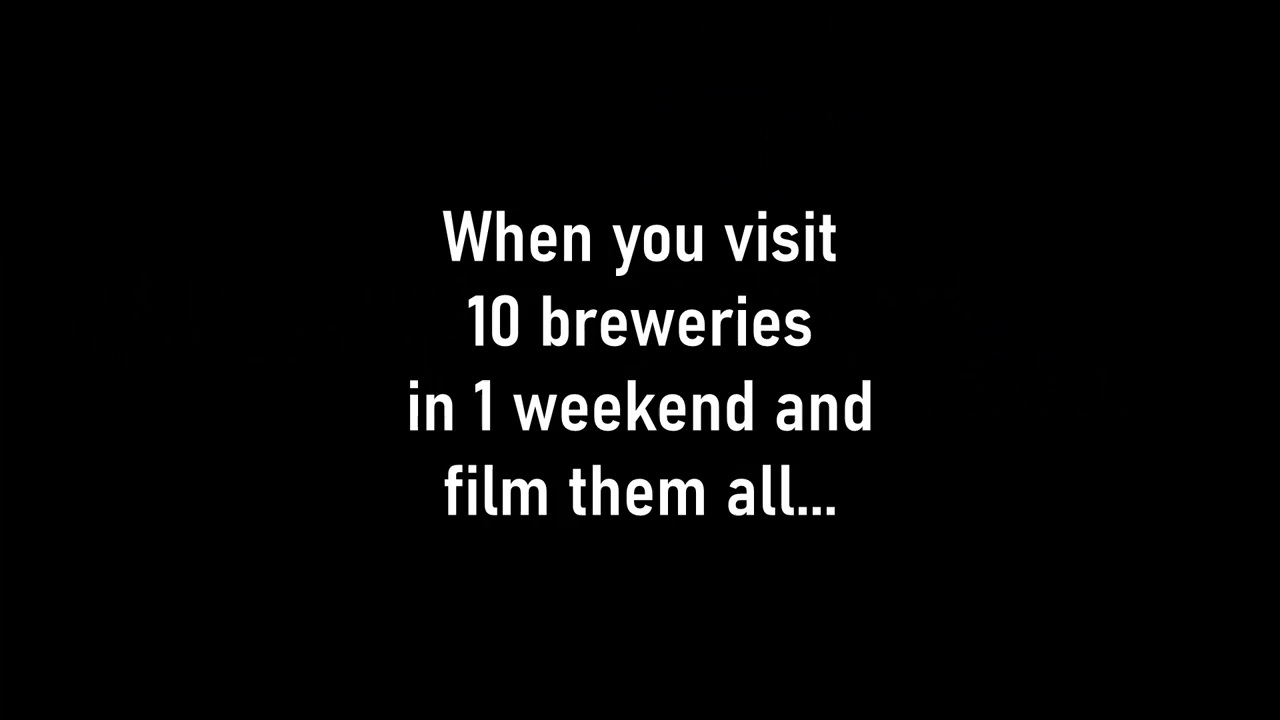 When you visit
10 breweries
in 1 weekend and
film them all...